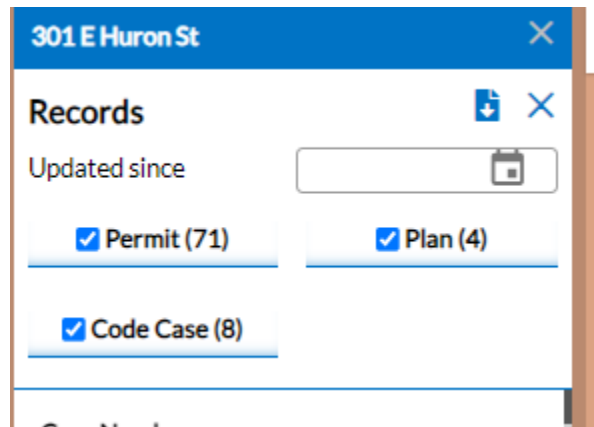 301 E Huron St
Records
Updated since
Permit (71) Plan (4)
Code Case (8)